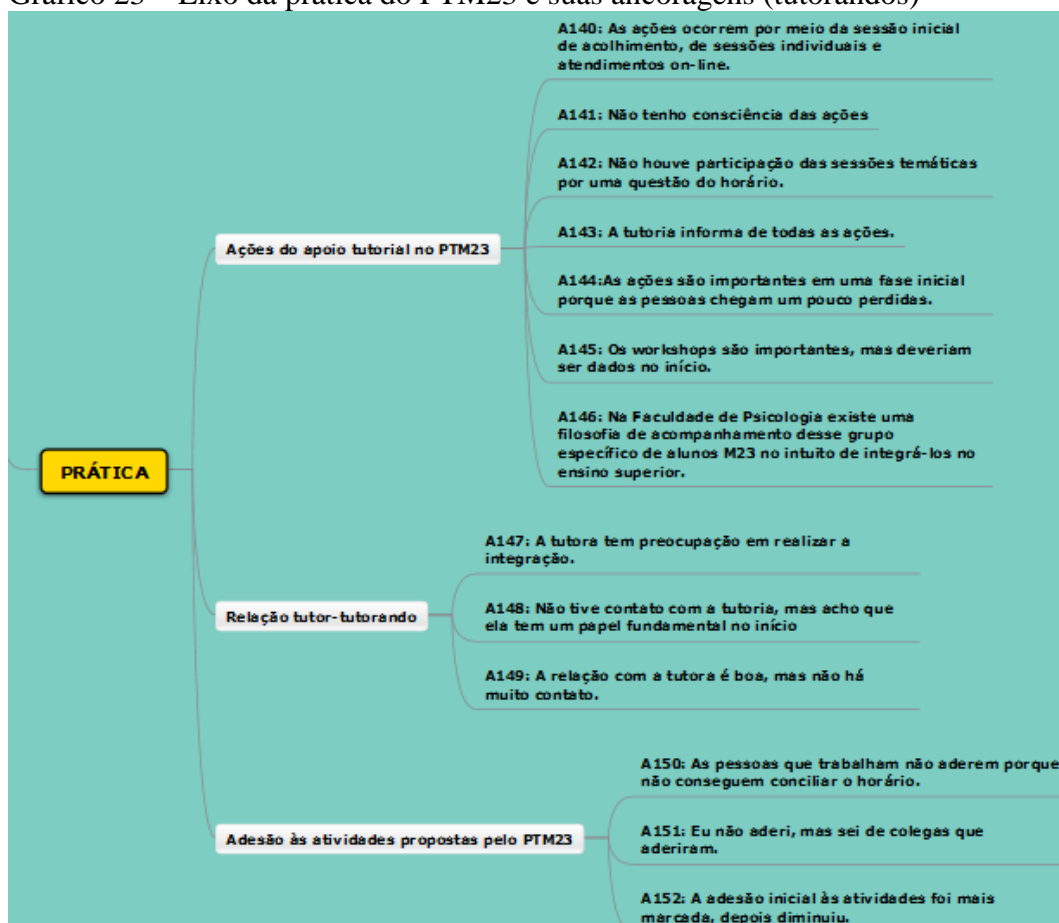 Gráfico 23 – Eixo da prática do PTM23 e suas ancoragens (tutorandos)
A140: As ações ocorrem por meio da sessão inicial
de acolhimento, de sessões individuais e
atendimentos on-line.
A141: Não tenho consciência das ações
A142: Não houve participação das sessões temáticas
por uma questão do horário.
Ações do apoio tutorial no PTM23
A143: A tutoria informa de todas as ações.
A144:As ações são importantes em uma fase inicial
porque as pessoas chegam um pouco perdidas.
A145: Os workshops são importantes, mas deveriam
ser dados no início.
A146: Na Faculdade de Psicologia existe uma
filosofia de acompanhamento desse grupo
específico de alunos M23 no intuito de integrá-los no
ensino superior.
PRÁTICA
A147: A tutora tem preocupação em realizar a
integração.
Relação tutor-tutorando
A148: Não tive contato com a tutoria, mas acho que
ela tem um papel fundamental no início
A149: A relação com a tutora é boa, mas não há
muito contato.
A150: As pessoas que trabalham não aderem porque
não conseguem conciliar o horário.
Adesão às atividades propostas pelo PTM23
A151: Eu não aderi, mas sei de colegas que
aderiram.
A152: A adesão inicial às atividades foi mais
marcada, depois diminuiu.